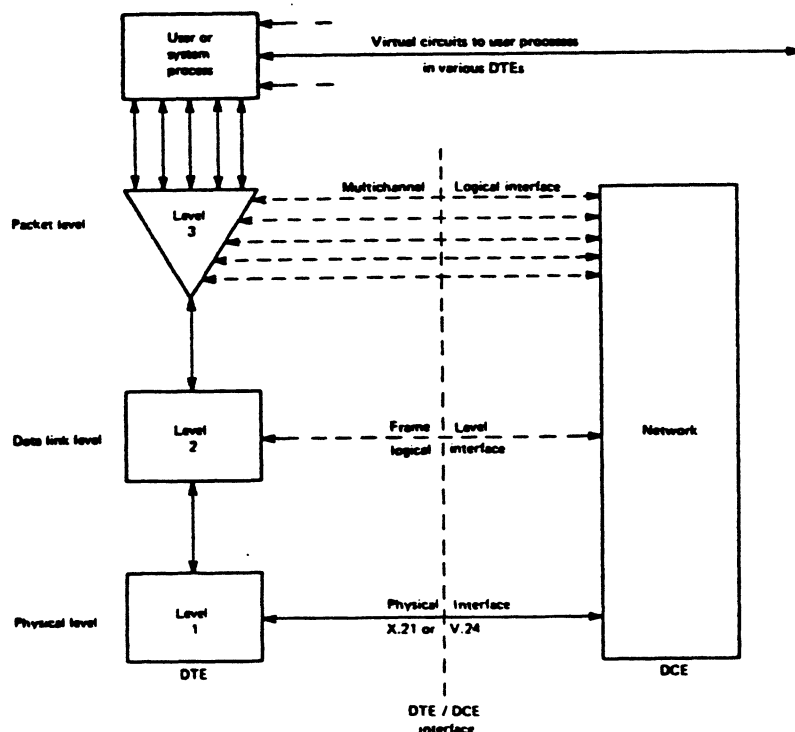 User or
system
process
Virtual circuits to user processes
in various DTEs
Multichannel Logical interface
Packet level
Level
3
Data link level
Level
2
Frame Level
logical interface
Network
Physical level
Level
1
Physical Interface
X.21 or V.24
DTE
DCE
DTE / DCE
interface